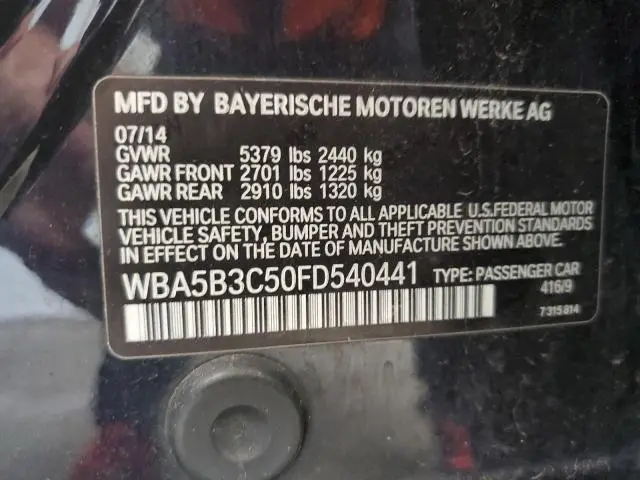 MFD BY BAYERISCHE MOTOREN WERKE AG
07/14
GVWR 5379 lbs 2440 kg
GAWR FRONT 2701 lbs 1225 kg
GAWR REAR 2910 lbs 1320 kg
THIS VEHICLE CONFORMS TO ALL APPLICABLE U.S.FEDERAL MOTOR
VEHICLE SAFETY, BUMPER AND THEFT PREVENTION STANDARDS
IN EFFECT ON THE DATE OF MANUFACTURE SHOWN ABOVE.
WBA5B3C50FD540441 TYPE: PASSENGER CAR
416/9
7315814